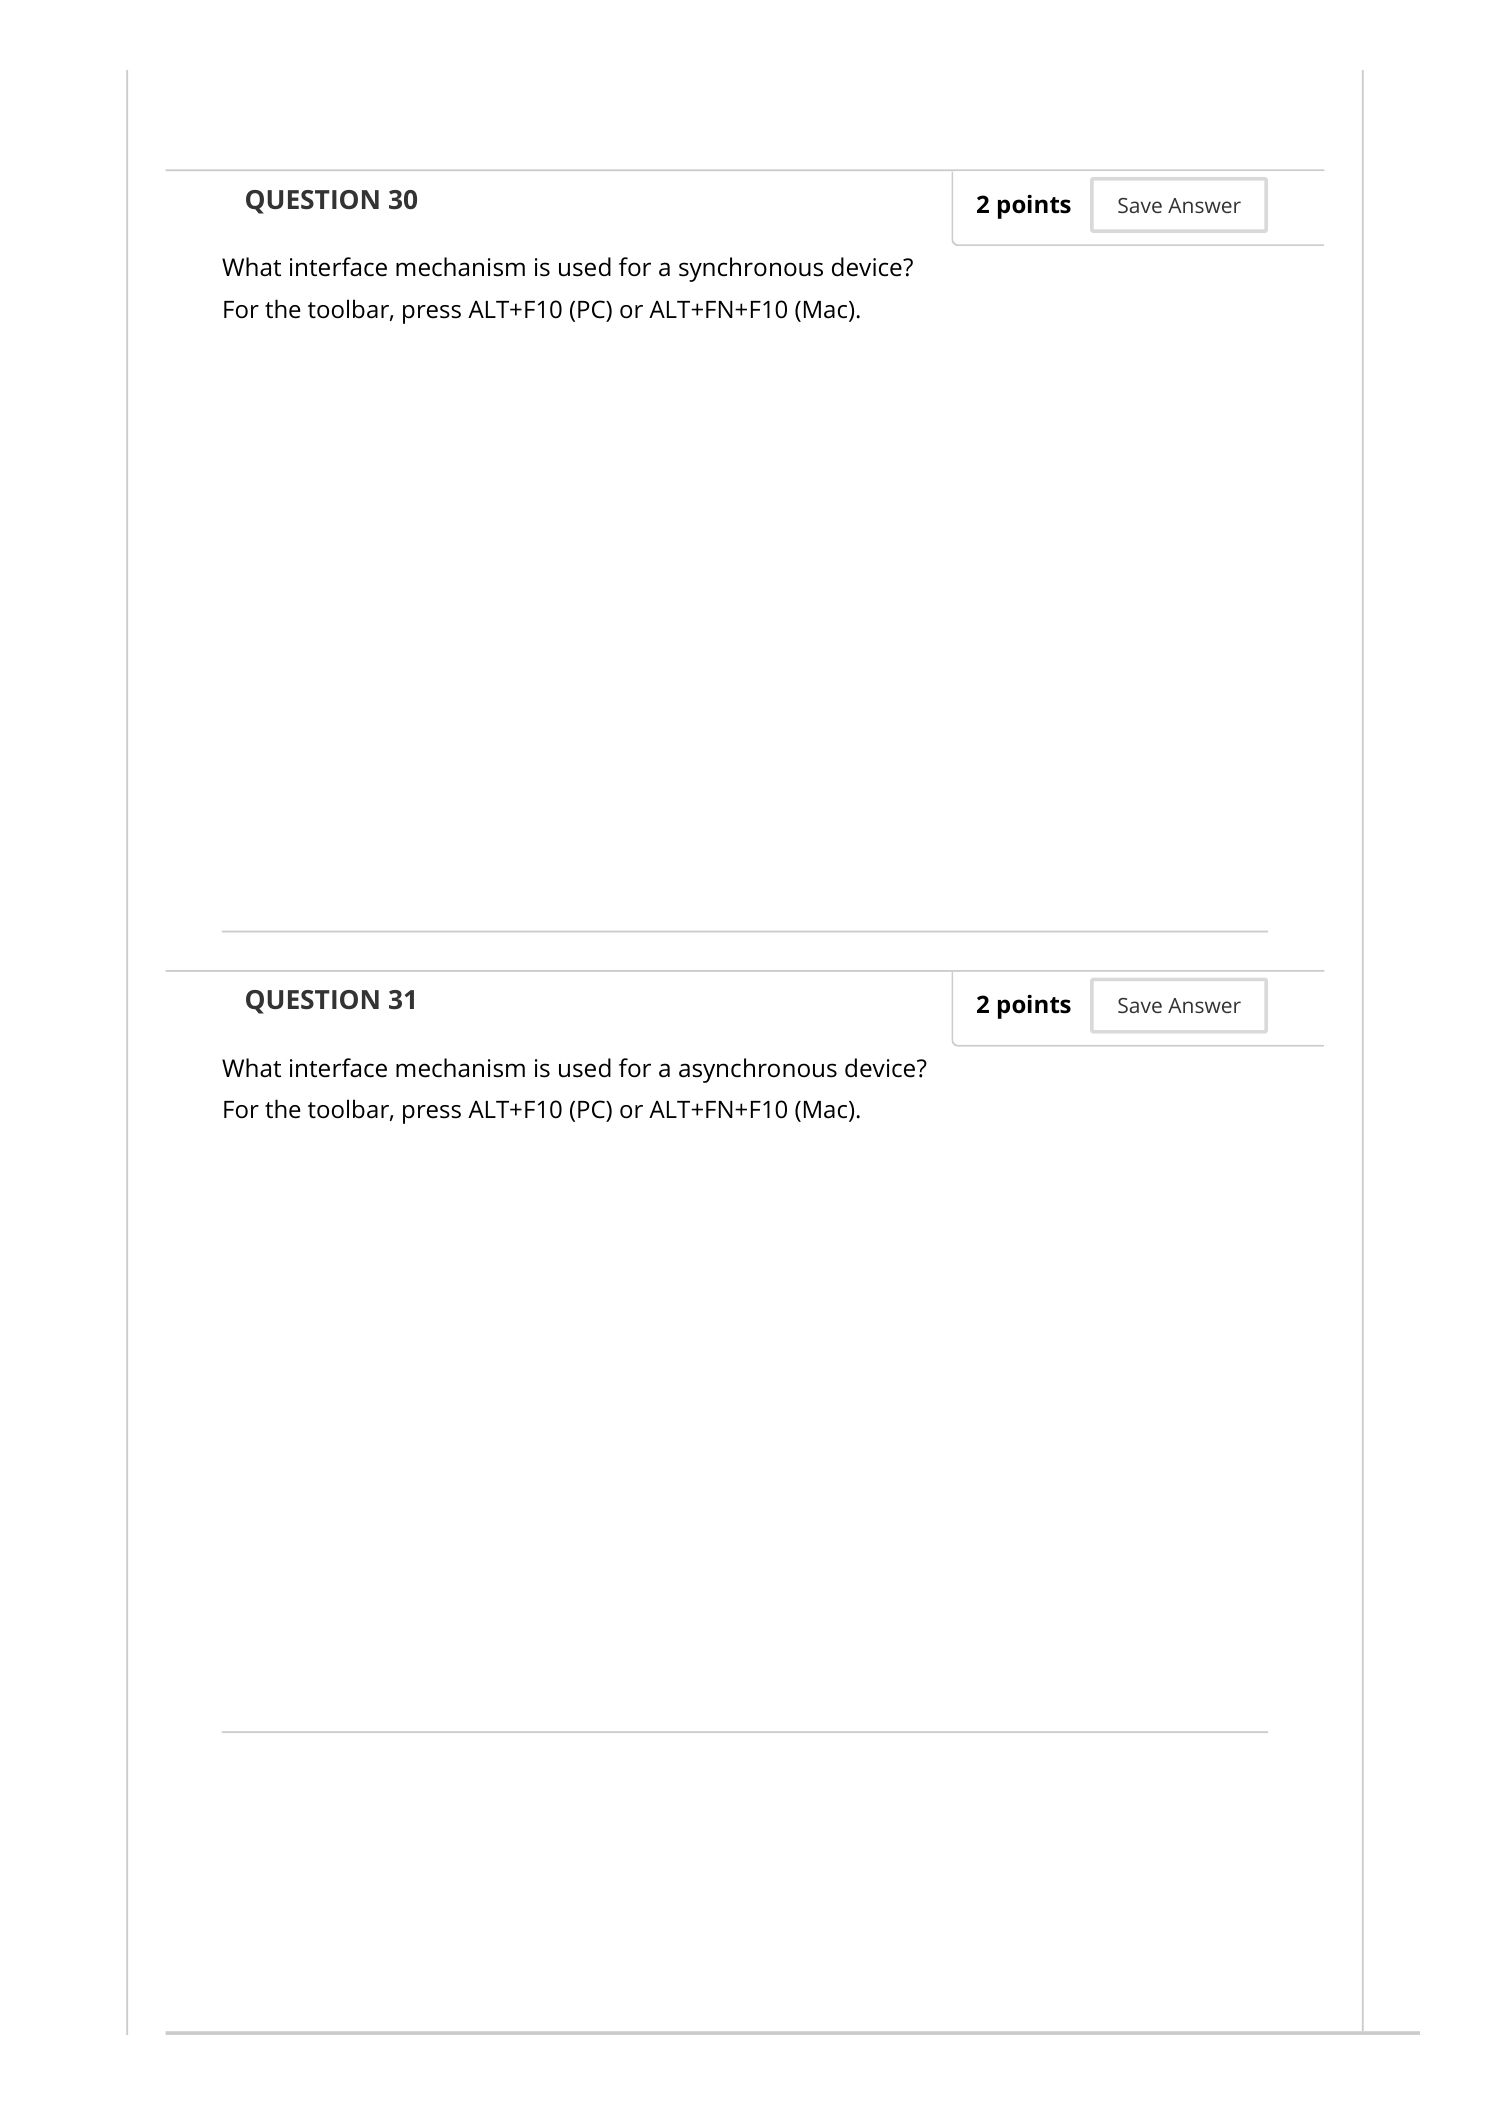 QUESTION 30
2 points
Save Answer
What interface mechanism is used for a synchronous device?
For the toolbar, press ALT+F10 (PC) or ALT+FN+F10 (Mac).
QUESTION 31
2 points
Save Answer
What interface mechanism is used for a asynchronous device?
For the toolbar, press ALT+F10 (PC) or ALT+FN+F10 (Mac).